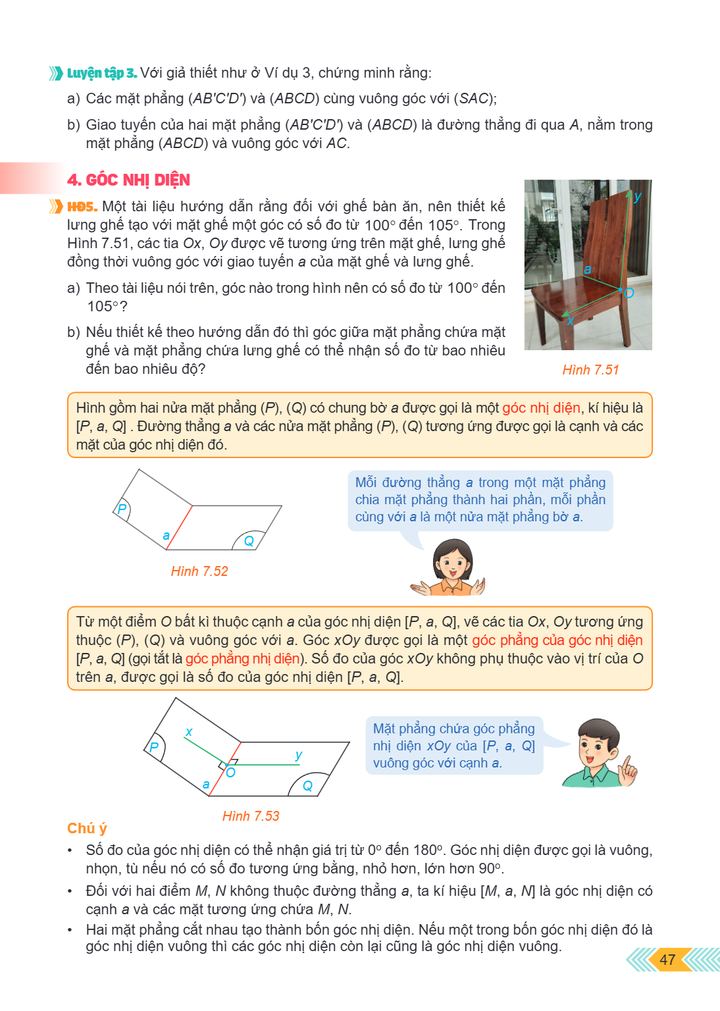 Luyện tập 3. Với giả thiết như ở Ví dụ 3, chứng minh rằng:
a) Các mặt phẳng (AB'C'D') và (ABCD) cùng vuông góc với (SAC);
b) Giao tuyến của hai mặt phẳng (AB'C'D') và (ABCD) là đường thẳng đi qua A, nằm trong
mặt phẳng (ABCD) và vuông góc với AC.
4. GÓC NHỊ DIỆN
HĐ5. Một tài liệu hướng dẫn rằng đối với ghế bàn ăn, nên thiết kế
lưng ghế tạo với mặt ghế một góc có số đo từ 100° đến 105°. Trong
Hình 7.51, các tia Ox, Oy được vẽ tương ứng trên mặt ghế, lưng ghế
đồng thời vuông góc với giao tuyến a của mặt ghế và lưng ghế.
a) Theo tài liệu nói trên, góc nào trong hình nên có số đo từ 100° đến
105°?
b) Nếu thiết kế theo hướng dẫn đó thì góc giữa mặt phẳng chứa mặt
ghế và mặt phẳng chứa lưng ghế có thể nhận số đo từ bao nhiêu
đến bao nhiêu độ?
y
a
O
x
Hình 7.51
Hình gồm hai nửa mặt phẳng (P), (Q) có chung bờ a được gọi là một góc nhị diện, kí hiệu là
[P, a, Q] . Đường thẳng a và các nửa mặt phẳng (P), (Q) tương ứng được gọi là cạnh và các
mặt của góc nhị diện đó.
P
a
Q
Hình 7.52
Mỗi đường thẳng a trong một mặt phẳng
chia mặt phẳng thành hai phần, mỗi phần
cùng với a là một nửa mặt phẳng bờ a.
Từ một điểm O bất kì thuộc cạnh a của góc nhị diện [P, a, Q], vẽ các tia Ox, Oy tương ứng
thuộc (P), (Q) và vuông góc với a. Góc xOy được gọi là một góc phẳng của góc nhị diện
[P, a, Q] (gọi tắt là góc phẳng nhị diện). Số đo của góc xOy không phụ thuộc vào vị trí của O
trên a, được gọi là số đo của góc nhị diện [P, a, Q].
P
x
y
O
a
Q
Hình 7.53
Mặt phẳng chứa góc phẳng
nhị diện xOy của [P, a, Q]
vuông góc với cạnh a.
Chú ý
• Số đo của góc nhị diện có thể nhận giá trị từ 0° đến 180°. Góc nhị diện được gọi là vuông,
nhọn, tù nếu nó có số đo tương ứng bằng, nhỏ hơn, lớn hơn 90°.
• Đối với hai điểm M, N không thuộc đường thẳng a, ta kí hiệu [M, a, N] là góc nhị diện có
cạnh a và các mặt tương ứng chứa M, N.
• Hai mặt phẳng cắt nhau tạo thành bốn góc nhị diện. Nếu một trong bốn góc nhị diện đó là
góc nhị diện vuông thì các góc nhị diện còn lại cũng là góc nhị diện vuông.
47